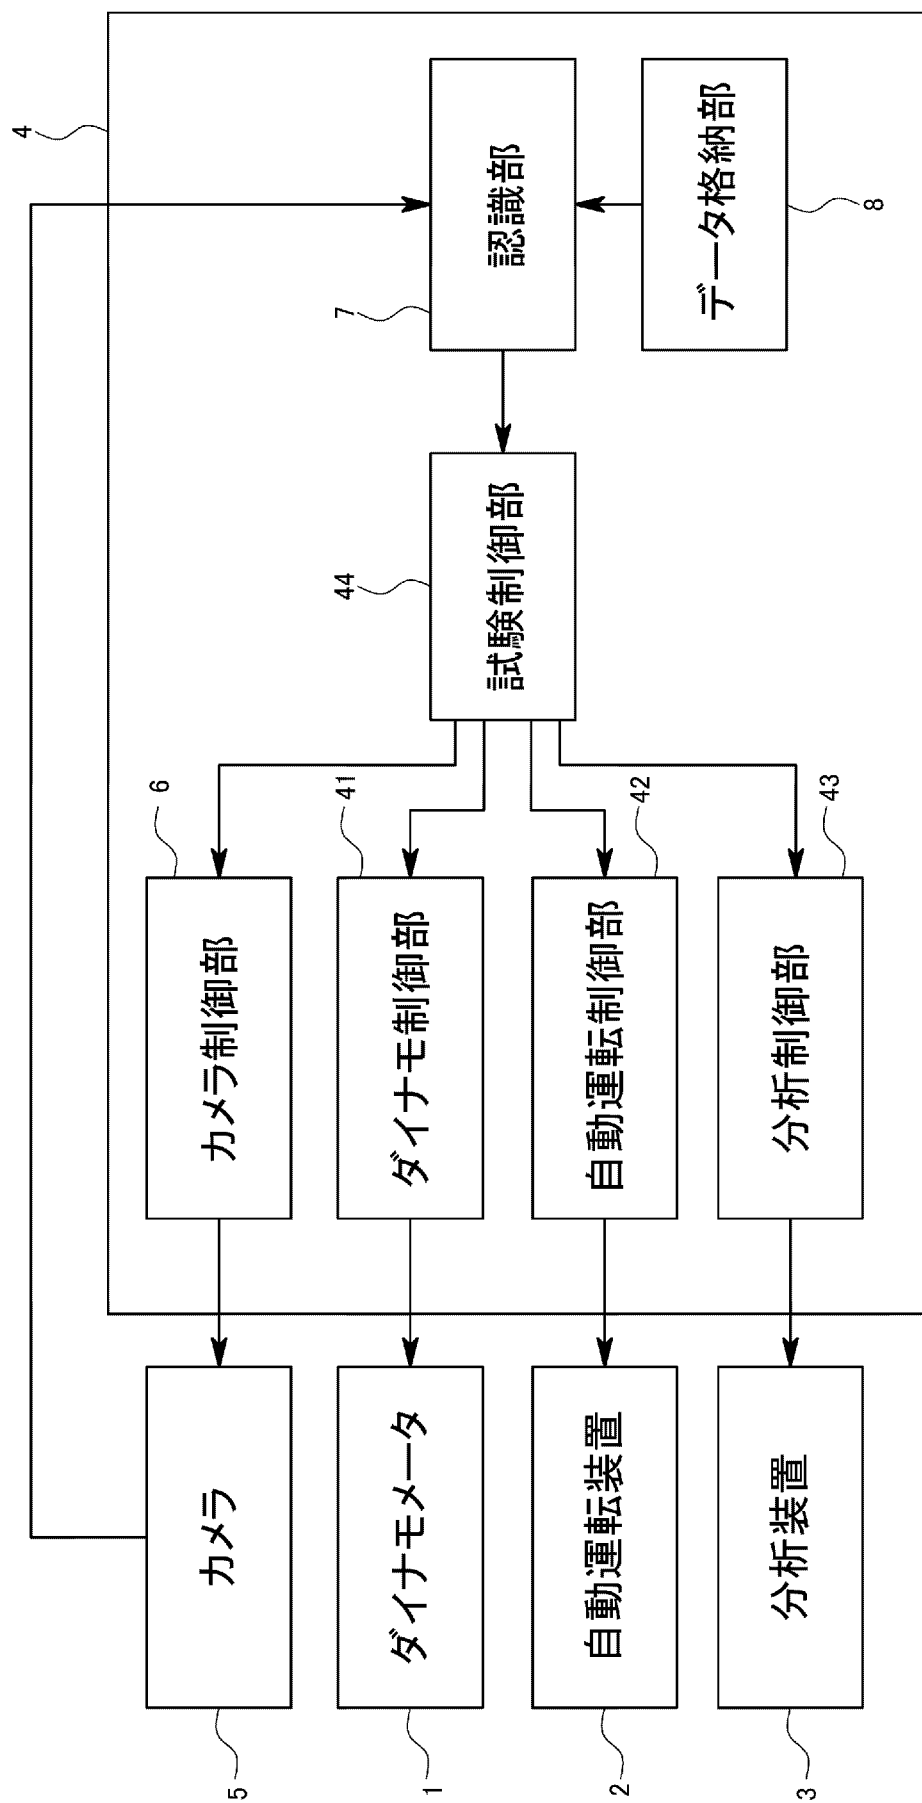 4
5
カメラ
カメラ制御部
6
1
ダイナモメータ
ダイナモ制御部
41
試験制御部
44
認識部
7
2
自動運転装置
自動運転制御部
42
データ格納部
8
3
分析装置
分析制御部
43